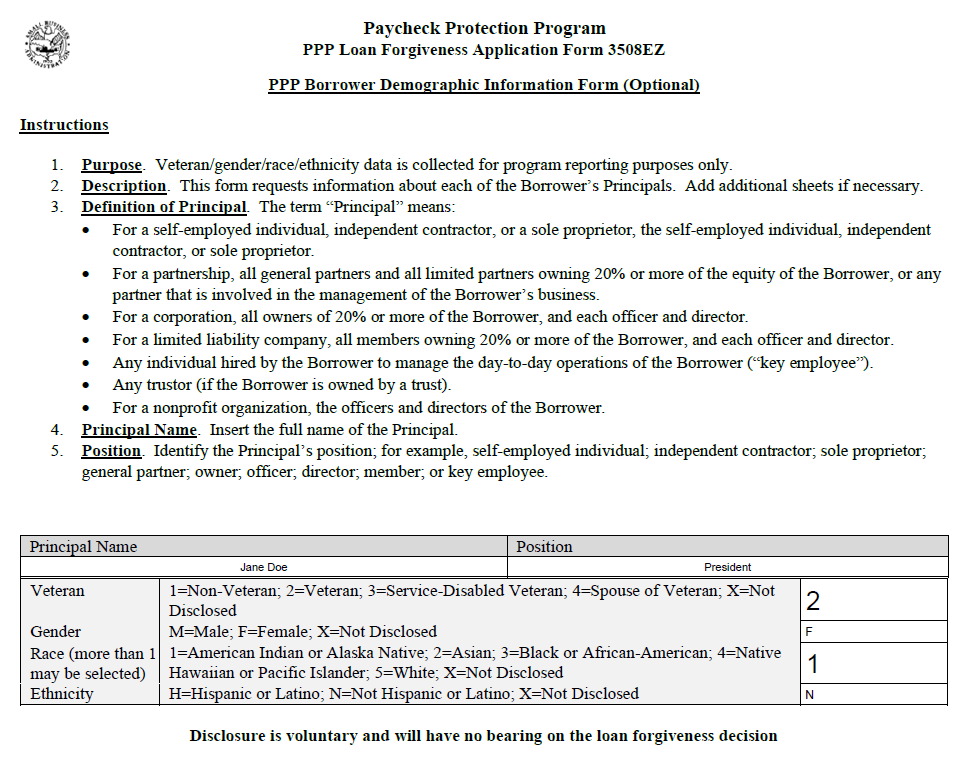 Paycheck Protection Program
PPP Loan Forgiveness Application Form 3508EZ
PPP Borrower Demographic Information Form (Optional)
Instructions
1. Purpose. Veteran/gender/race/ethnicity data is collected for program reporting purposes only.
2. Description. This form requests information about each of the Borrower’s Principals. Add additional sheets if necessary.
3. Definition of Principal. The term “Principal” means:
• For a self-employed individual, independent contractor, or a sole proprietor, the self-employed individual, independent
contractor, or sole proprietor.
• For a partnership, all general partners and all limited partners owning 20% or more of the equity of the Borrower, or any
partner that is involved in the management of the Borrower’s business.
• For a corporation, all owners of 20% or more of the Borrower, and each officer and director.
• For a limited liability company, all members owning 20% or more of the Borrower, and each officer and director.
• Any individual hired by the Borrower to manage the day-to-day operations of the Borrower (“key employee”).
• Any trustor (if the Borrower is owned by a trust).
• For a nonprofit organization, the officers and directors of the Borrower.
4. Principal Name. Insert the full name of the Principal.
5. Position. Identify the Principal’s position; for example, self-employed individual; independent contractor; sole proprietor;
general partner; owner; officer; director; member; or key employee.
Principal Name Position
Jane Doe President
Veteran 1=Non-Veteran; 2=Veteran; 3=Service-Disabled Veteran; 4=Spouse of Veteran; X=Not
Disclosed 2
Gender M=Male; F=Female; X=Not Disclosed F
Race (more than 1 1=American Indian or Alaska Native; 2=Asian; 3=Black or African-American; 4=Native
may be selected) Hawaiian or Pacific Islander; 5=White; X=Not Disclosed 1
Ethnicity H=Hispanic or Latino; N=Not Hispanic or Latino; X=Not Disclosed N
Disclosure is voluntary and will have no bearing on the loan forgiveness decision